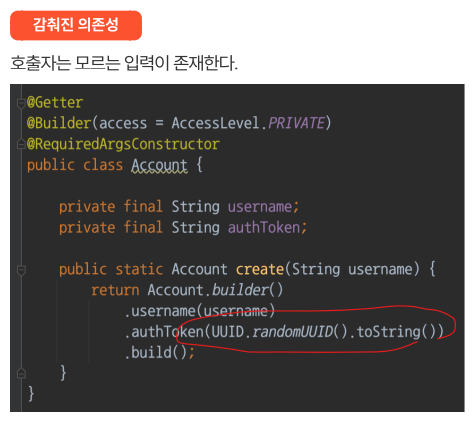 감춰진 의존성
호출자는 모르는 입력이 존재한다.
@Getter
@Builder(access = AccessLevel.PRIVATE)
@RequiredArgsConstructor
public class Account {
    private final String username;
    private final String authToken;
    public static Account create(String username) {
        return Account.builder()
            .username(username)
            .authToken(UUID.randomUUID().toString())
            .build();
    }
}